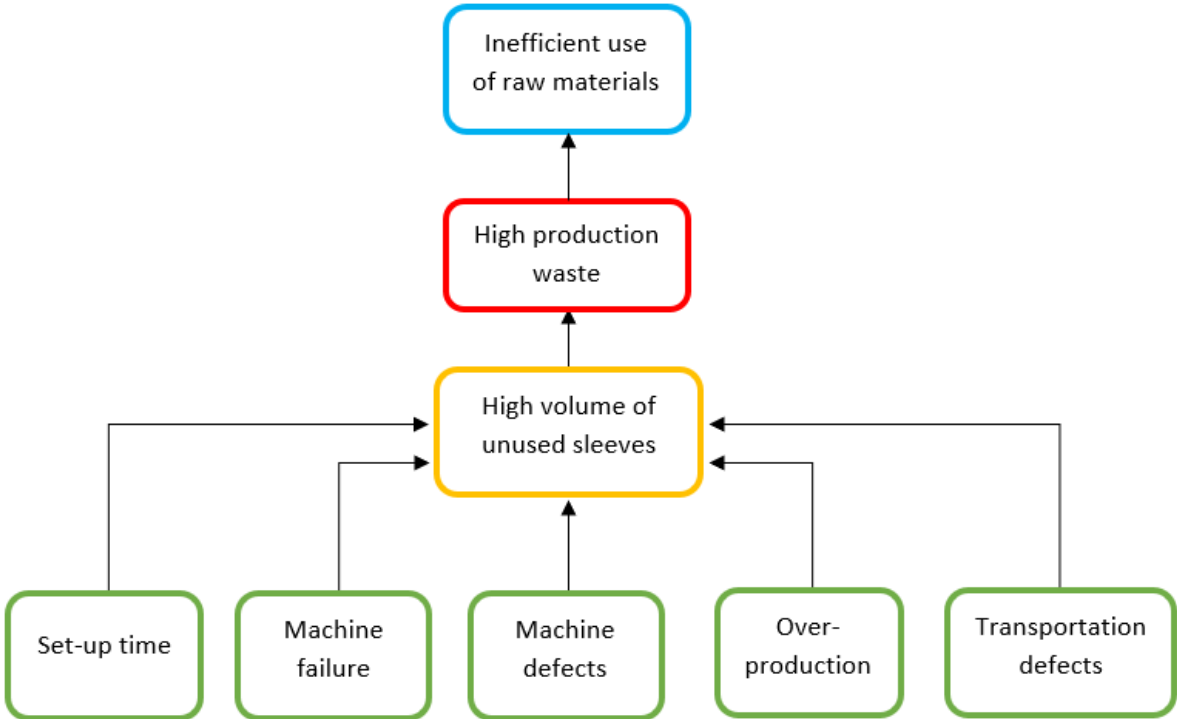 Inefficient use
of raw materials
High production
waste
High volume of
unused sleeves
Set-up time
Machine
failure
Machine
defects
Over-
production
Transportation
defects